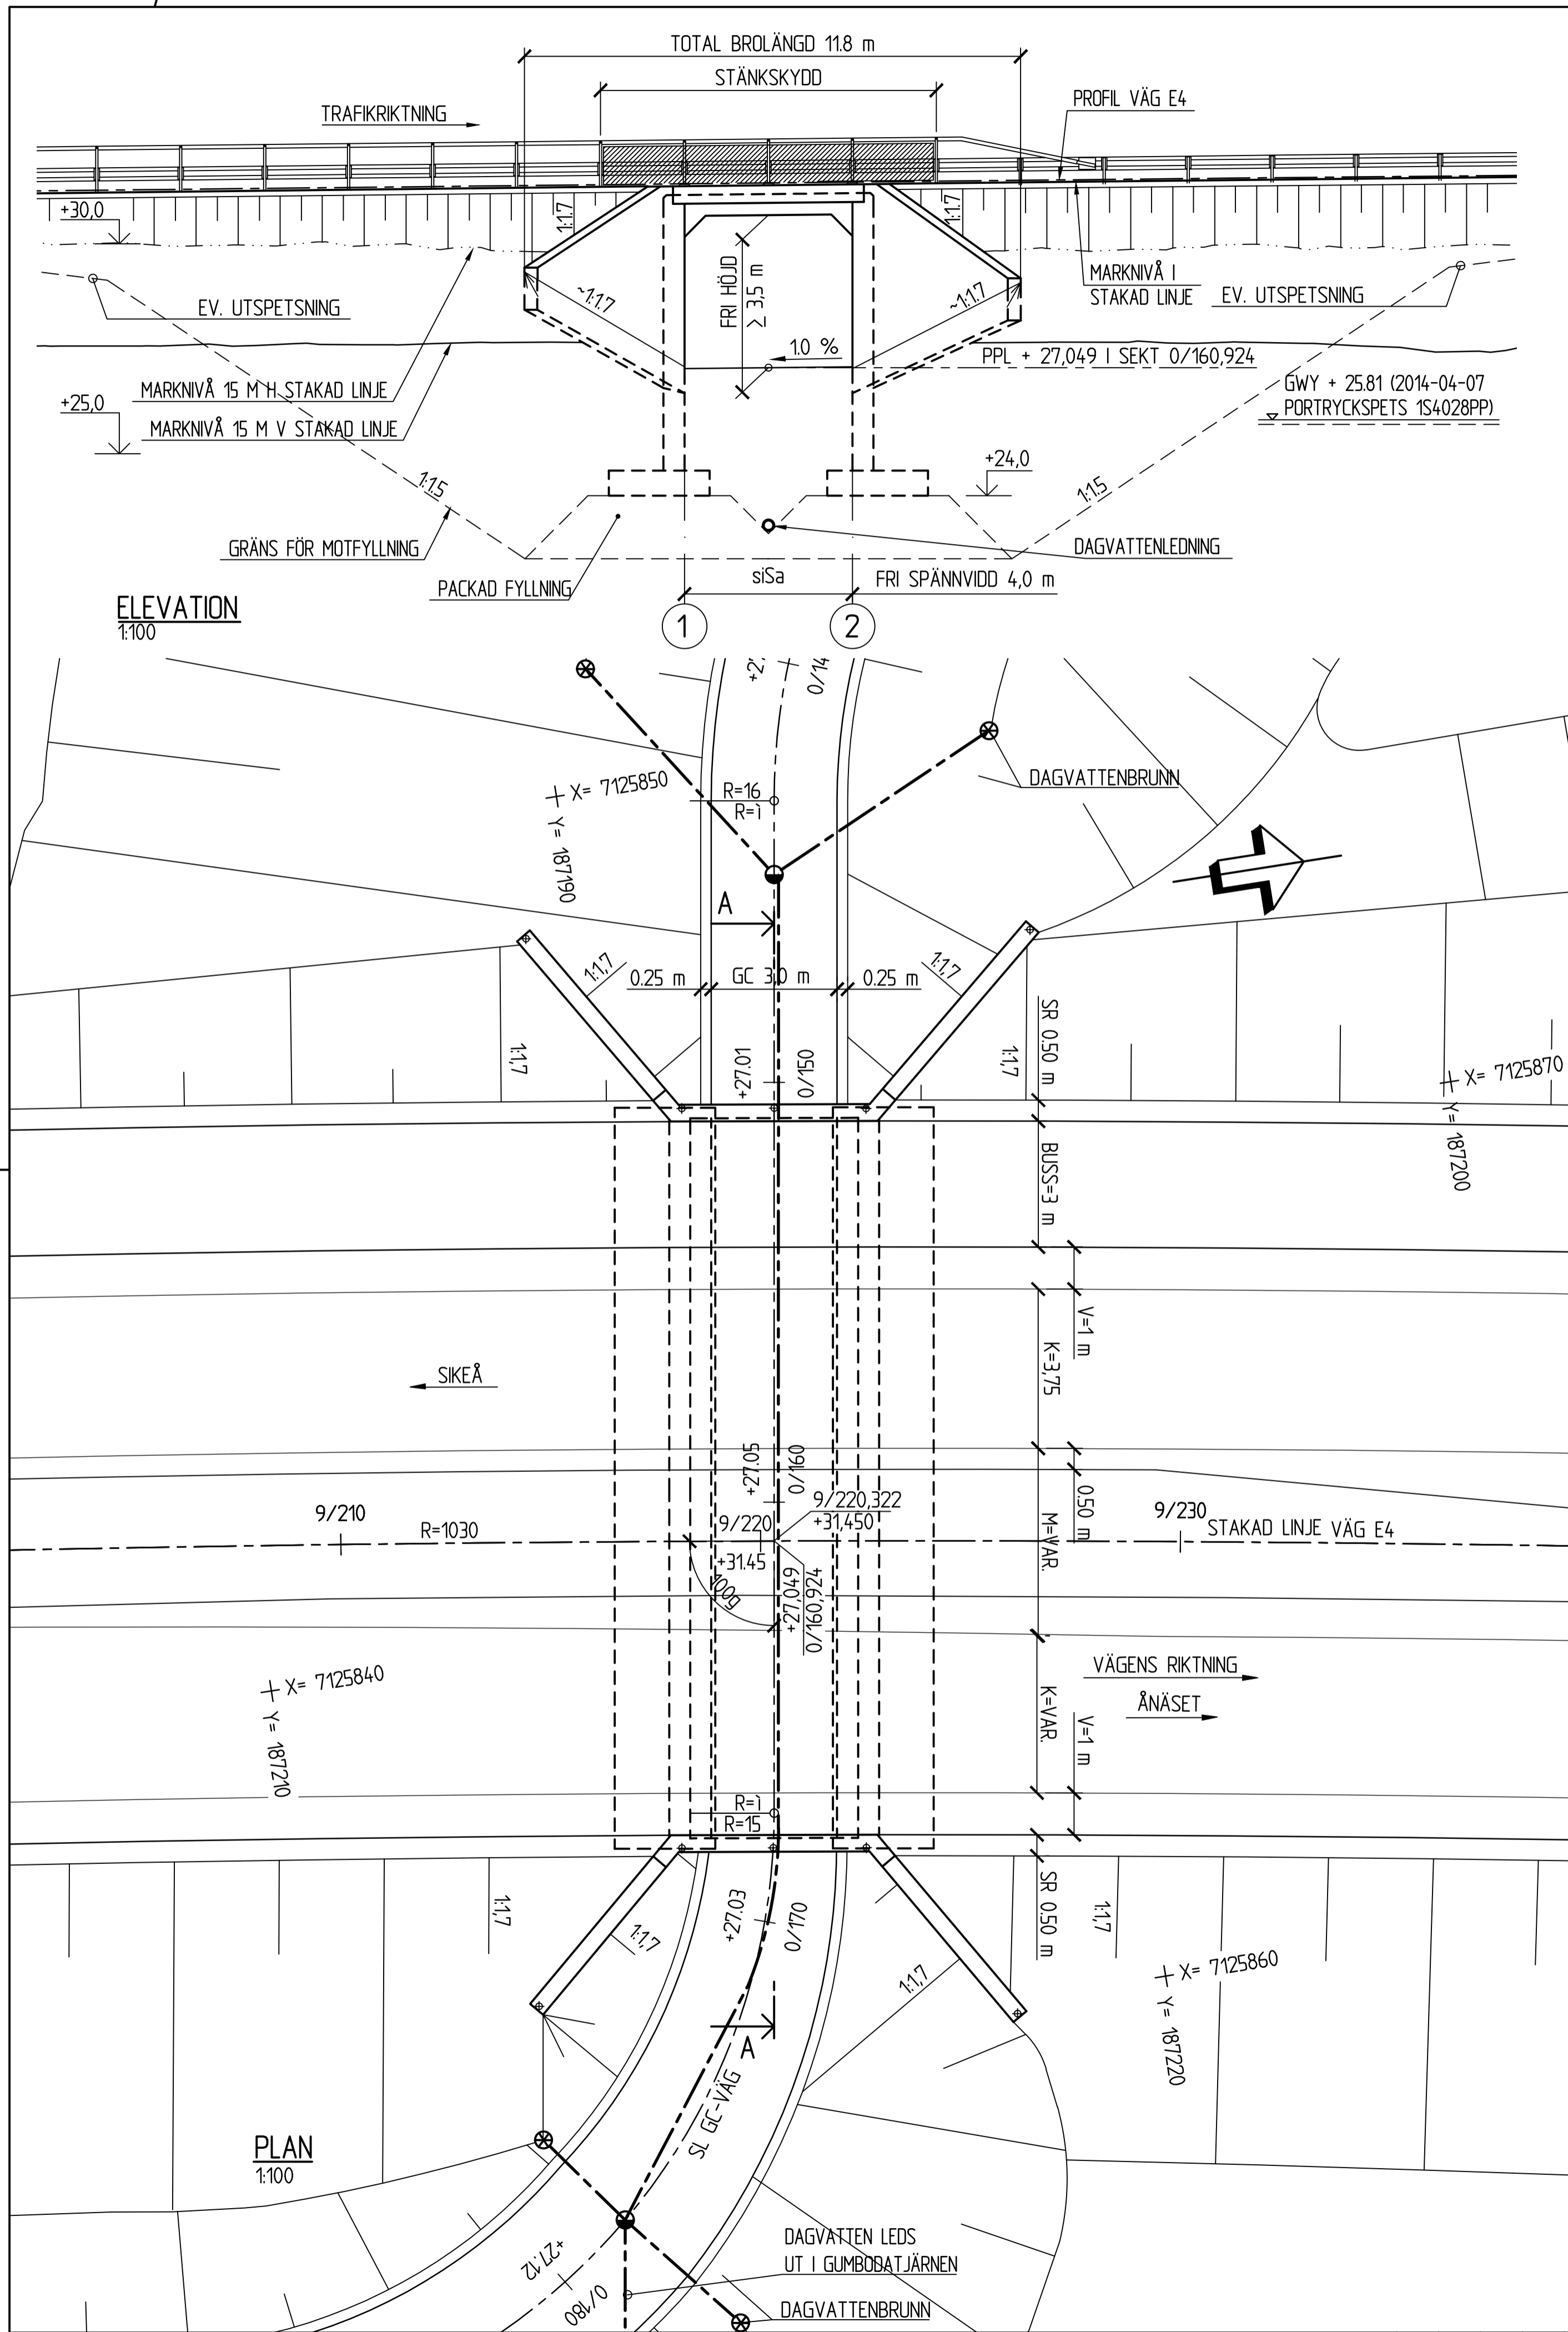 TOTAL BROLÄNGD 11.8 m
STÄNKSKYDD
TRAFIKRIKTNING
PROFIL VÄG E4
+30,0
1:1.7
1:1.7
FRI HÖJD
≥ 3,5 m
MARKNIVÅ I
STAKAD LINJE
EV. UTSPETSNING
EV. UTSPETSNING
~1:1.7
~1:1.7
1.0 %
PPL + 27,049 I SEKT 0/160,924
GWY + 25.81 (2014-04-07
PORTRYCKSPETS 1S4028PP)
MARKNIVÅ 15 M H STAKAD LINJE
+25,0
MARKNIVÅ 15 M V STAKAD LINJE
+24,0
1:1.5
1:1.5
GRÄNS FÖR MOTFYLLNING
DAGVATTENLEDNING
PACKAD FYLLNING
siSa
FRI SPÄNNVIDD 4,0 m
ELEVATION
1:100
1
2
0/14
DAGVATTENBRUNN
X= 7125850
Y= 187190
R=16
R=ì
A
1:1,7
0.25 m
GC 3,0 m
0.25 m
1:1,7
SR 0.50 m
1:1,7
+27.01
0/150
1:1,7
X= 7125870
Y= 187200
BUSS=3 m
V=1 m
K=3,75
SIKEÅ
+27.05
0/160
9/210
R=1030
9/220
+31.45
9/220,322
+31,450
0.50 m
M=VAR.
9/230
STAKAD LINJE VÄG E4
100g
+27,049
0/160,924
VÄGENS RIKTNING
ÅNÄSET
X= 7125840
Y= 187210
K=VAR.
V=1 m
R=ì
R=15
1:1,7
1:1,7
+27.03
0/170
SR 0.50 m
1:1,7
1:1,7
X= 7125860
Y= 187220
A
SL GC-VÄG
PLAN
1:100
+27.12
0/180
DAGVATTEN LEDS
UT I GUMBODATJÄRNEN
DAGVATTENBRUNN